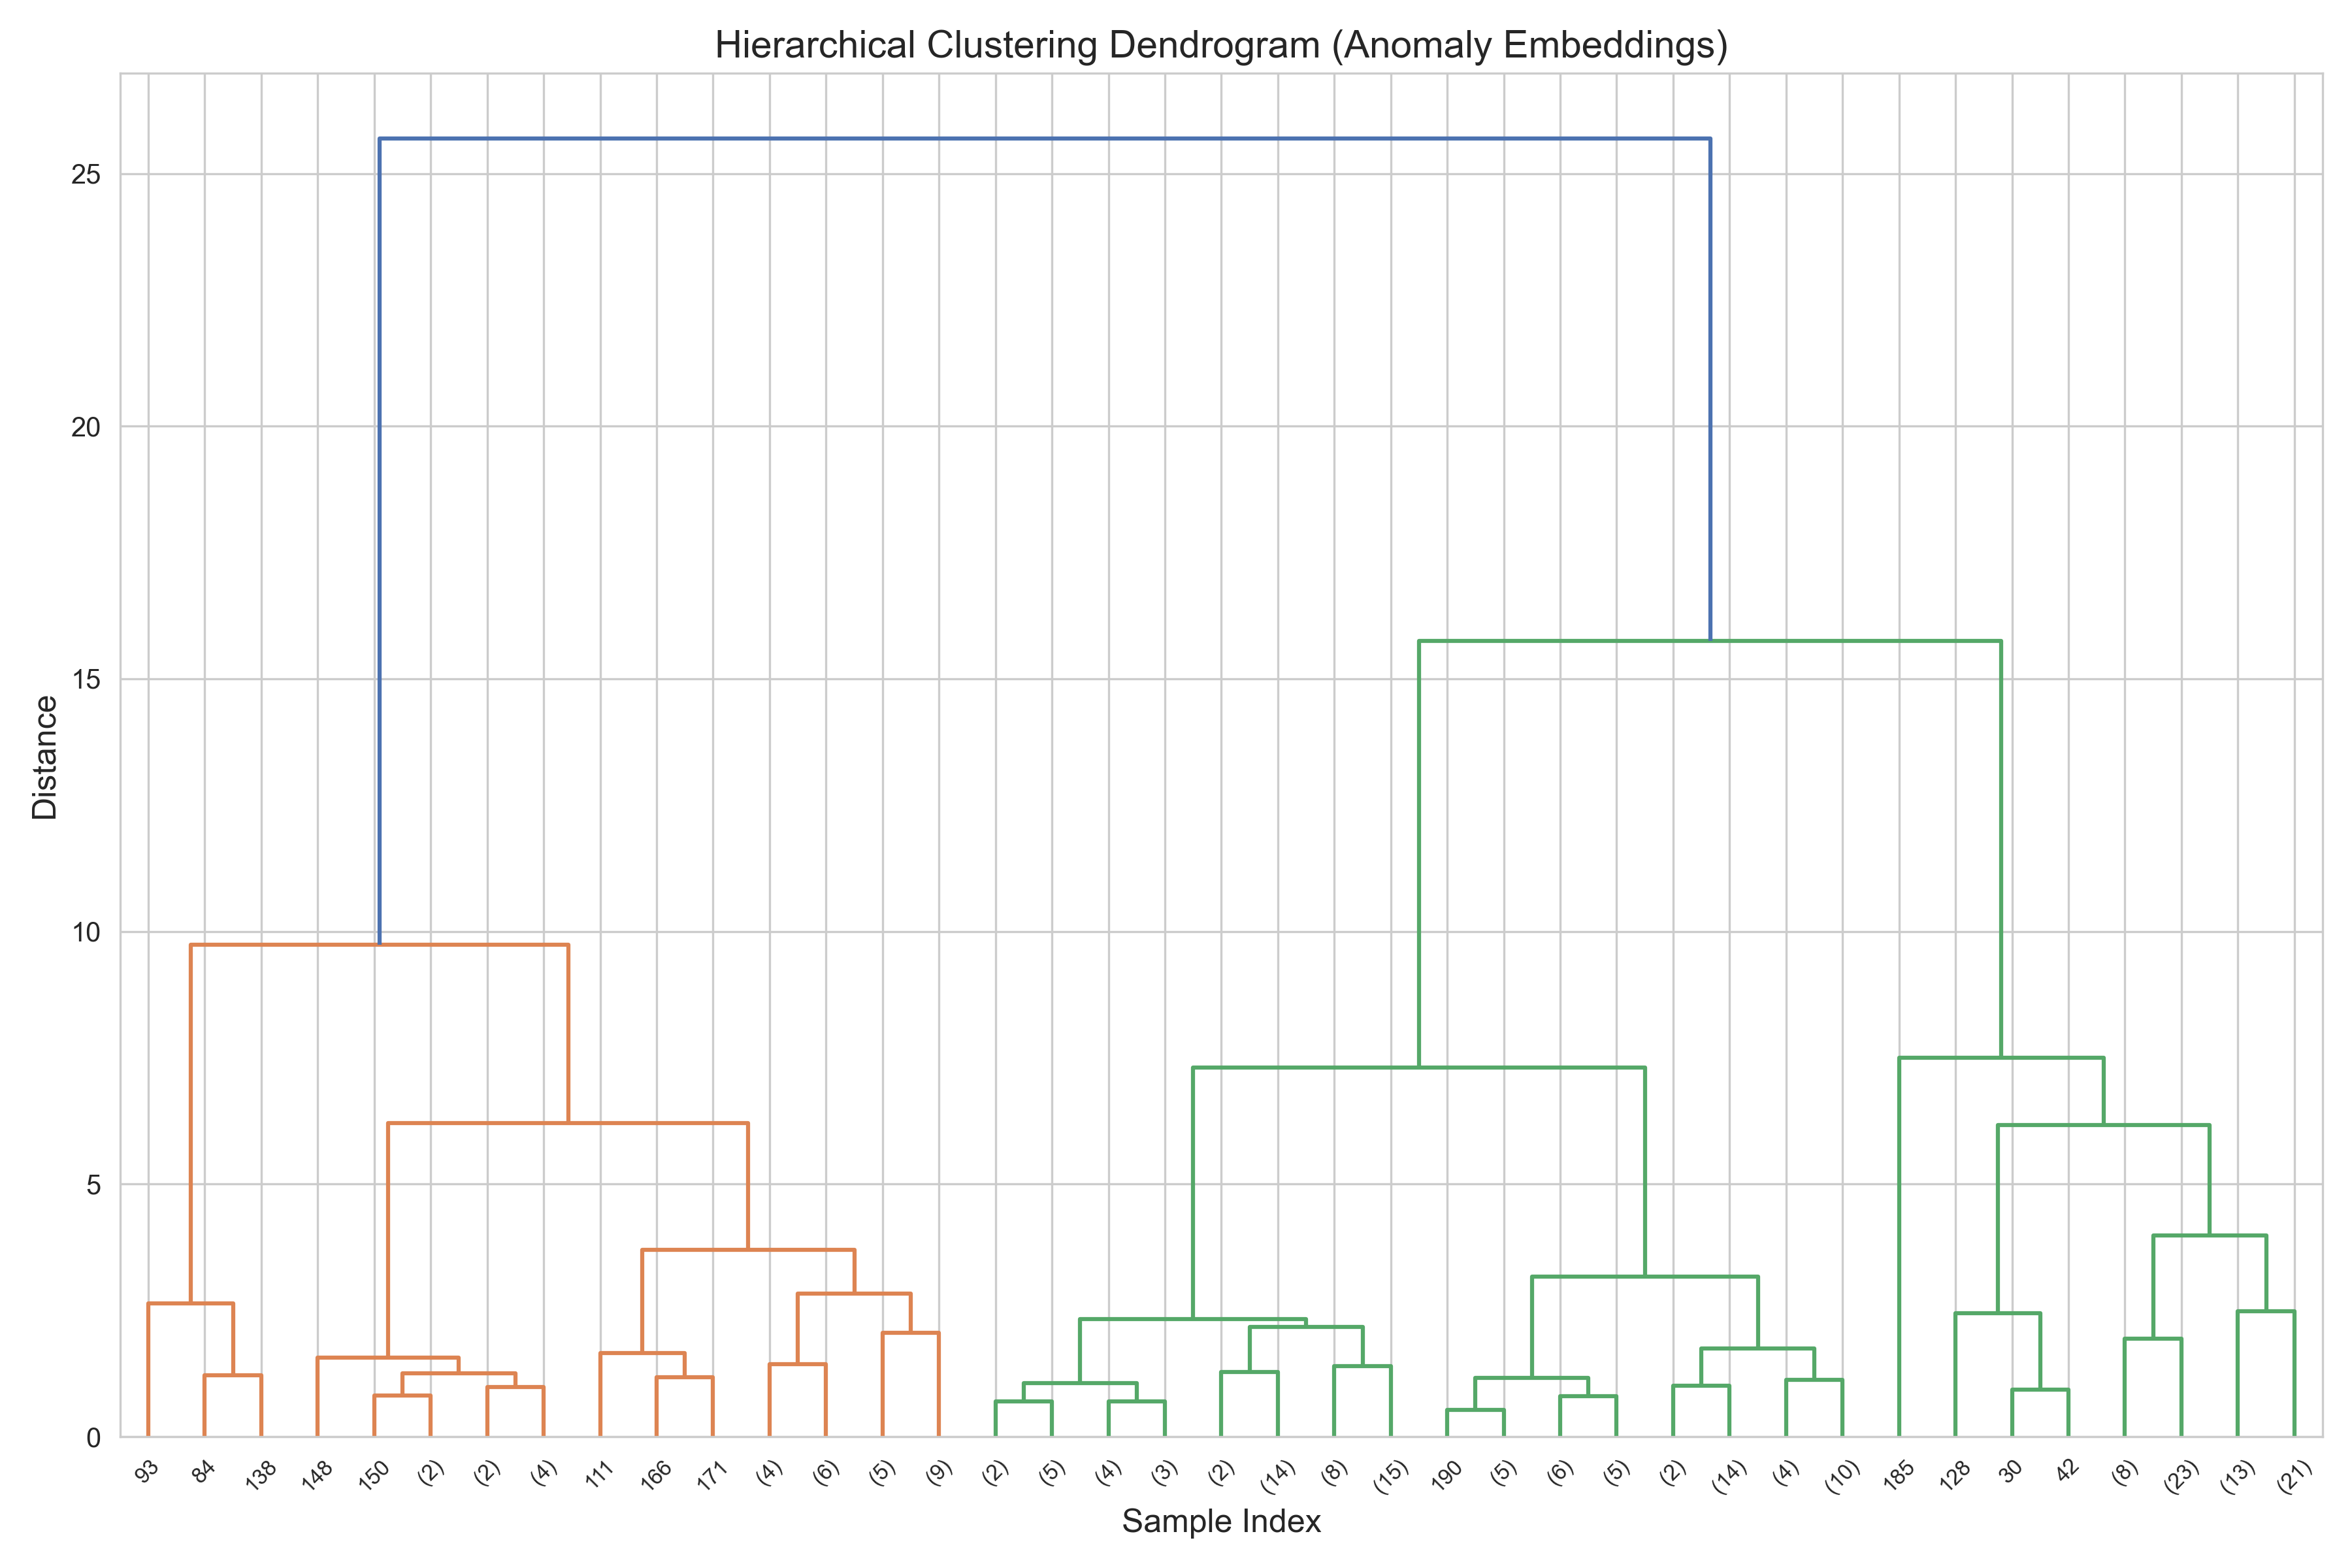 Hierarchical Clustering Dendrogram (Anomaly Embeddings)
25
20
15
10
5
0
Distance
93 84 138 148 150 (2) (2) (4) 111 166 171 (4) (6) (5) (9) (2) (5) (4) (3) (2) (14) (8) (15) 190 (5) (6) (5) (2) (14) (4) (10) 185 128 30 42 (8) (23) (13) (21)
Sample Index